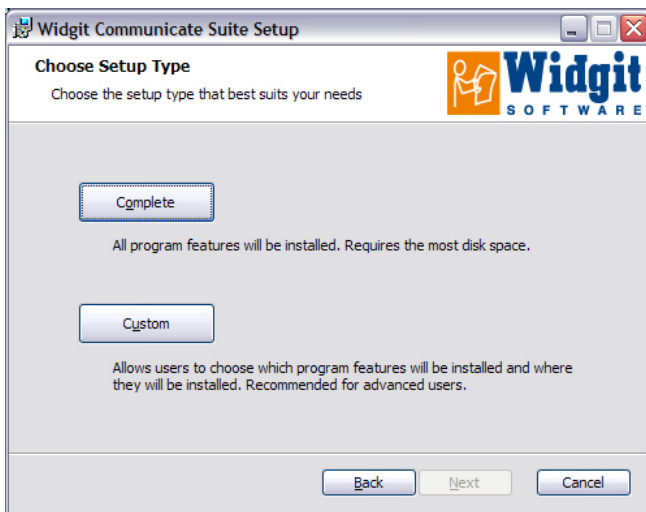 Widgit Communicate Suite Setup
Choose Setup Type
Choose the setup type that best suits your needs
Widgit
SOFTWARE
Complete
All program features will be installed. Requires the most disk space.
Custom
Allows users to choose which program features will be installed and where
they will be installed. Recommended for advanced users.
Back Next Cancel